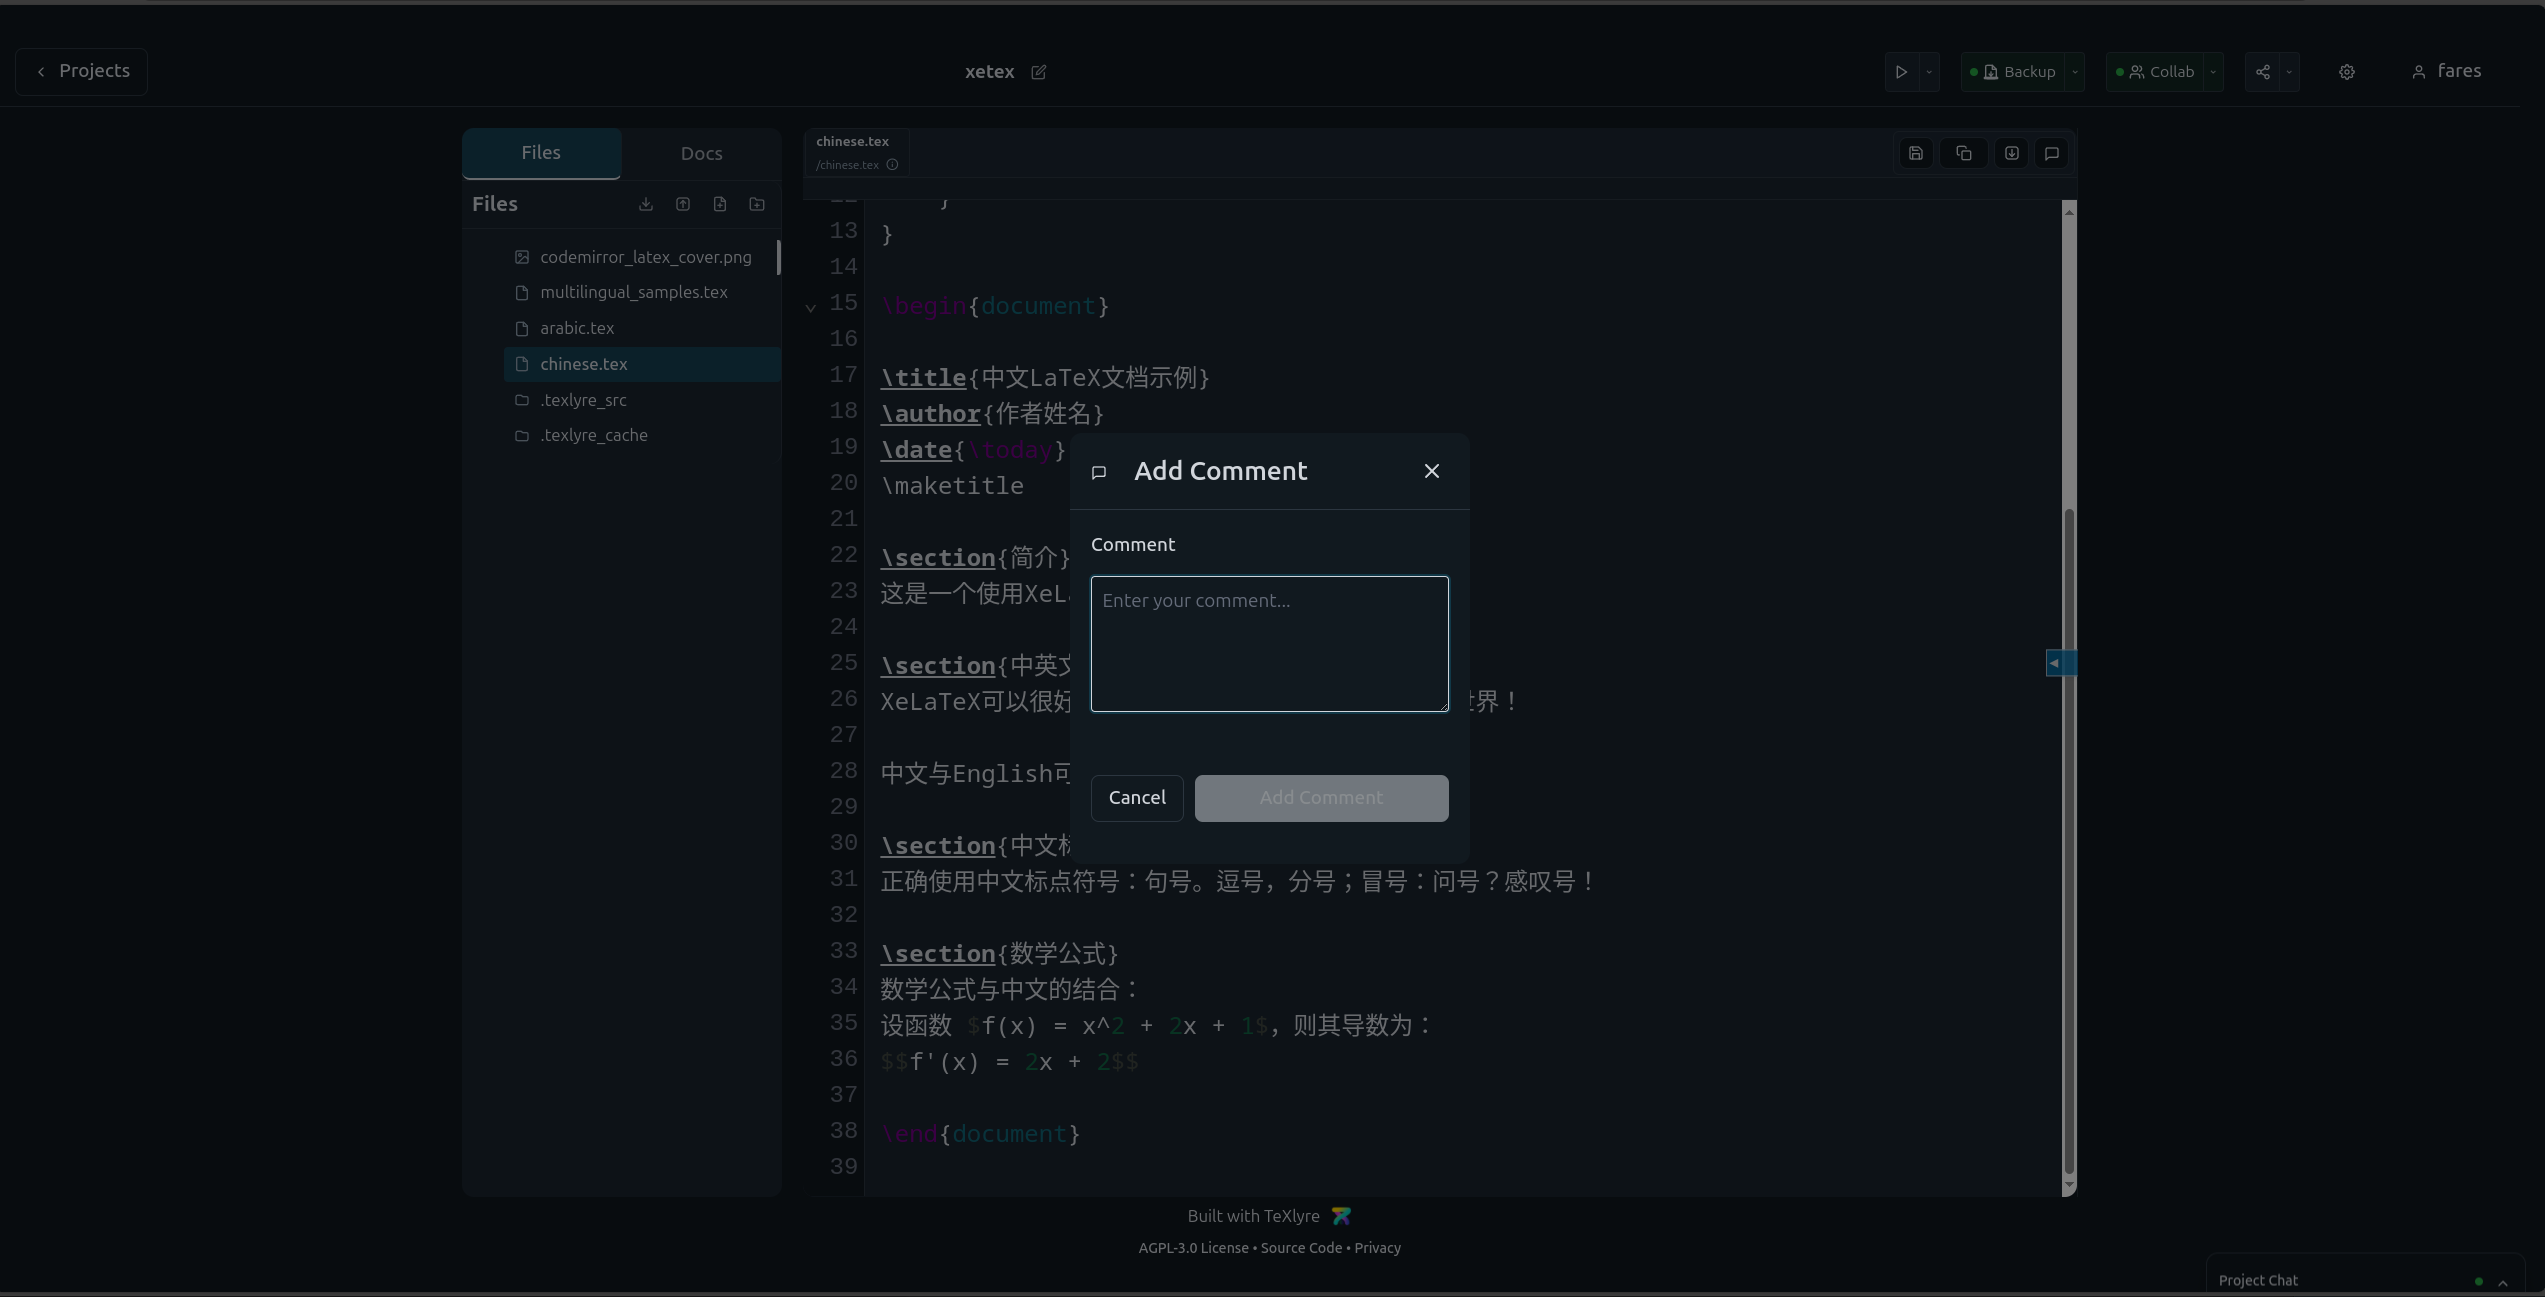 Projects
xetex
Backup
Collab
fares
Files
Docs
Files
codemirror_latex_cover.png
multilingual_samples.tex
arabic.tex
chinese.tex
.texlyre_src
.texlyre_cache
chinese.tex
/chinese.tex
}
13 }
14
15 \begin{document}
16
17 \title{中文LaTeX文档示例}
18 \author{作者姓名}
19 \date{\today}
20 \maketitle
21
22 \section{简介}
23 这是一个使用XeL
24
25 \section{中英文
26 XeLaTeX可以很好 世界！
27
28 中文与English可
29
30 \section{中文标
31 正确使用中文标点符号：句号。逗号，分号；冒号：问号？感叹号！
32
33 \section{数学公式}
34 数学公式与中文的结合：
35 设函数 $f(x) = x^2 + 2x + 1$，则其导数为：
36 $$f'(x) = 2x + 2$$
37
38 \end{document}
39
Add Comment
Comment
Enter your comment...
Cancel
Add Comment
Built with TeXlyre
AGPL-3.0 License • Source Code • Privacy
Project Chat